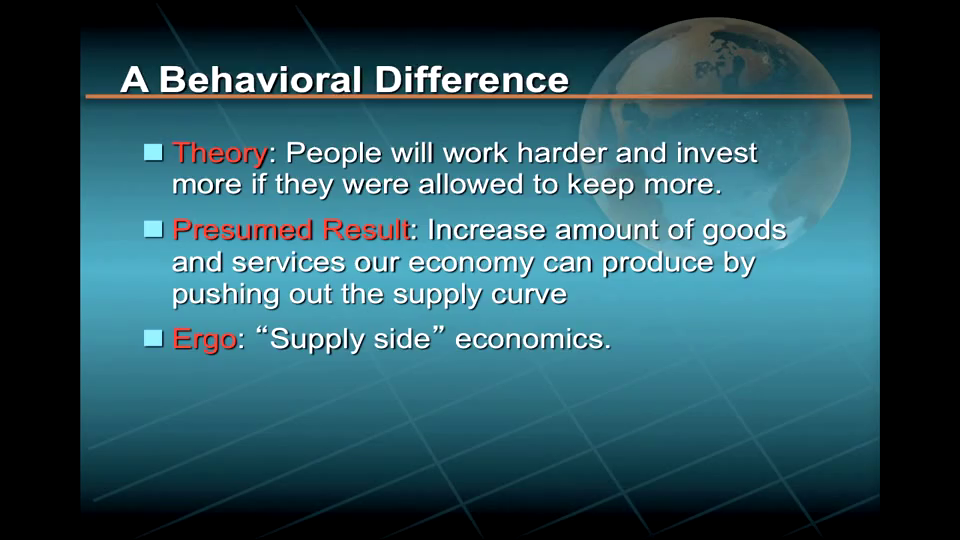 A Behavioral Difference
Theory: People will work harder and invest
more if they were allowed to keep more.
Presumed Result: Increase amount of goods
and services our economy can produce by
pushing out the supply curve
Ergo: “Supply side” economics.